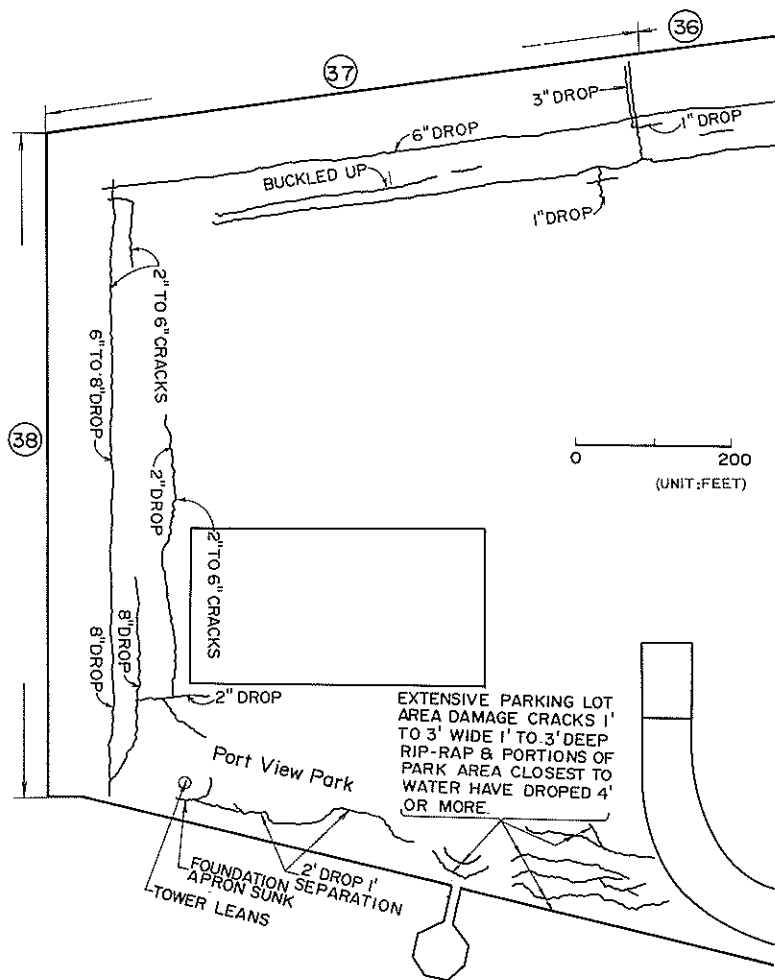 36
37
3" DROP
1" DROP
6" DROP
BUCKLED UP
1" DROP
2" TO 6" CRACKS
6" TO 8" DROP
38
0 200
(UNIT:FEET)
2" DROP
2" TO 6" CRACKS
8" DROP
8" DROP
2" DROP
EXTENSIVE PARKING LOT
AREA DAMAGE CRACKS 1'
TO 3' WIDE 1' TO 3' DEEP
RIP-RAP & PORTIONS OF
PARK AREA CLOSEST TO
WATER HAVE DROPED 4'
OR MORE.
Port View Park
FOUNDATION
APRON SUNK
2' DROP 1'
SEPARATION
TOWER LEANS